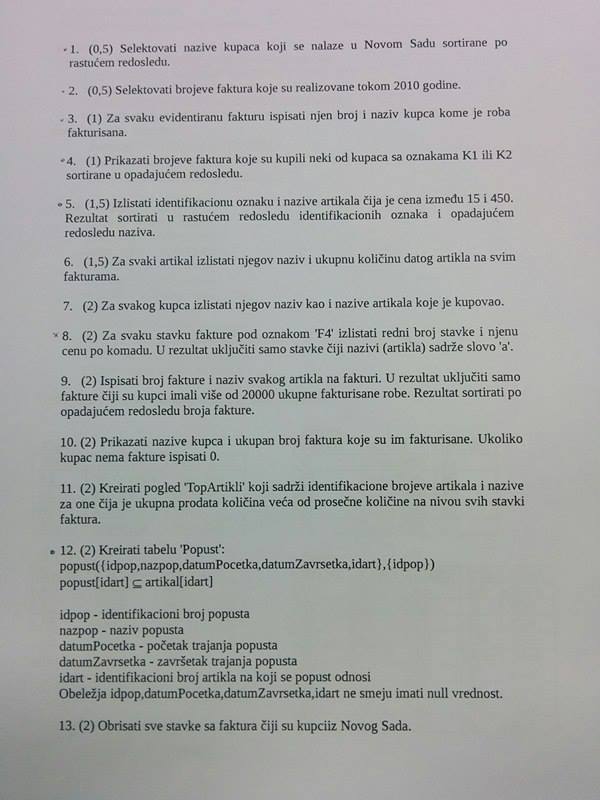 1. (0,5) Selektovati nazive kupaca koji se nalaze u Novom Sadu sortirane po
rastućem redosledu.
2. (0,5) Selektovati brojeve faktura koje su realizovane tokom 2010 godine.
3. (1) Za svaku evidentiranu fakturu ispisati njen broj i naziv kupca kome je roba
fakturisana.
4. (1) Prikazati brojeve faktura koje su kupili neki od kupaca sa oznakama K1 ili K2
sortirane u opadajućem redosledu.
5. (1,5) Izlistati identifikacionu oznaku i nazive artikala čija je cena između 15 i 450.
Rezultat sortirati u rastućem redosledu identifikacionih oznaka i opadajućem
redosledu naziva.
6. (1,5) Za svaki artikal izlistati njegov naziv i ukupnu količinu datog artikla na svim
fakturama.
7. (2) Za svakog kupca izlistati njegov naziv kao i nazive artikala koje je kupovao.
8. (2) Za svaku stavku fakture pod oznakom 'F4' izlistati redni broj stavke i njenu
cenu po komadu. U rezultat uključiti samo stavke čiji nazivi (artikla) sadrže slovo 'a'.
9. (2) Ispisati broj fakture i naziv svakog artikla na fakturi. U rezultat uključiti samo
fakture čiji su kupci imali više od 20000 ukupne fakturisane robe. Rezultat sortirati po
opadajućem redosledu broja fakture.
10. (2) Prikazati nazive kupca i ukupan broj faktura koje su im fakturisane. Ukoliko
kupac nema fakture ispisati 0.
11. (2) Kreirati pogled 'TopArtikli' koji sadrži identifikacione brojeve artikala i nazive
za one čija je ukupna prodata količina veća od prosečne količine na nivou svih stavki
faktura.
12. (2) Kreirati tabelu 'Popust':
popust({idpop,nazpop,datumPocetka,datumZavrsetka,idart},{idpop})
popust[idart] ⊆ artikal[idart]
idpop - identifikacioni broj popusta
nazpop - naziv popusta
datumPocetka - početak trajanja popusta
datumZavrsetka - završetak trajanja popusta
idart - identifikacioni broj artikla na koji se popust odnosi
Obeležja idpop,datumPocetka,datumZavrsetka,idart ne smeju imati null vrednost.
13. (2) Obrisati sve stavke sa faktura čiji su kupciiz Novog Sada.